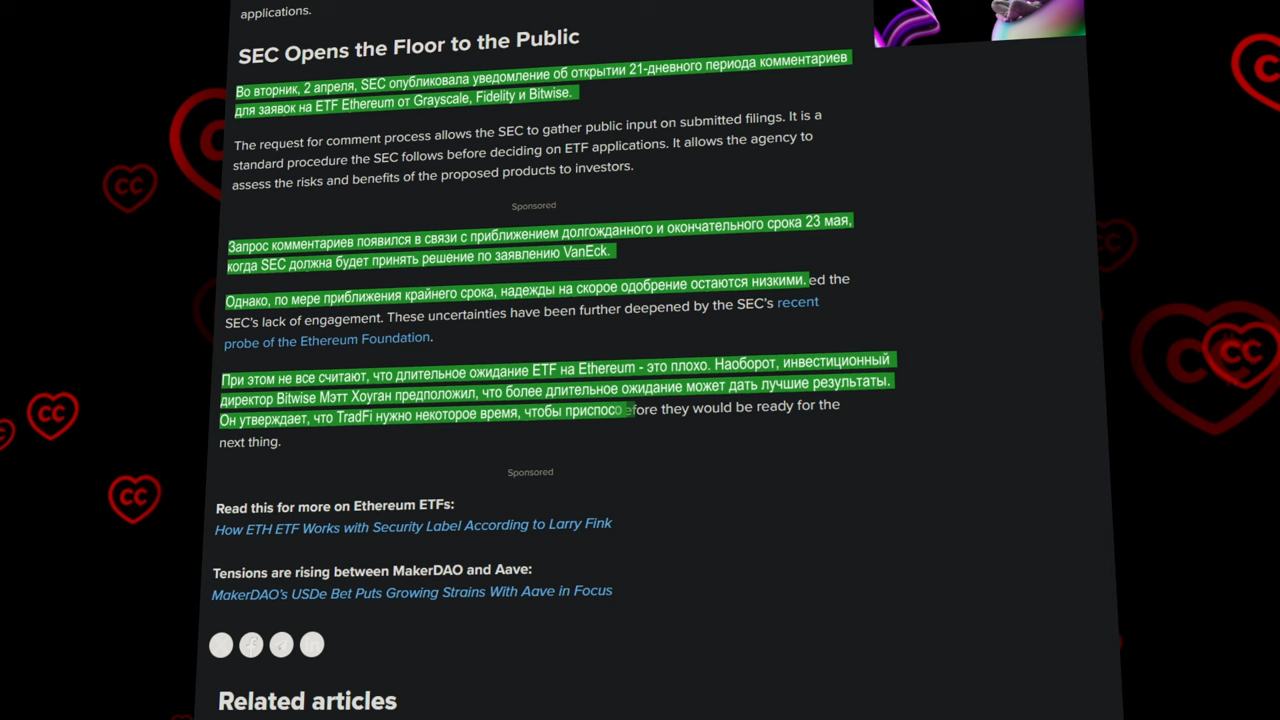 applications.
SEC Opens the Floor to the Public
Во вторник, 2 апреля, SEC опубликовала уведомление об открытии 21-дневного периода комментариев
для заявок на ETF Ethereum от Grayscale, Fidelity и Bitwise.
The request for comment process allows the SEC to gather public input on submitted filings. It is a
standard procedure the SEC follows before deciding on ETF applications. It allows the agency to
assess the risks and benefits of the proposed products to investors.
Sponsored
Запрос комментариев появился в связи с приближением долгожданного и окончательного срока 23 мая,
когда SEC должна будет принять решение по заявлению VanEck.
Однако, по мере приближения крайнего срока, надежды на скорое одобрение остаются низкими.ed the
SEC's lack of engagement. These uncertainties have been further deepened by the SEC's recent
probe of the Ethereum Foundation.
При этом не все считают, что длительное ожидание ETF на Ethereum - это плохо. Наоборот, инвестиционный
директор Bitwise Мэтт Хоуган предположил, что более длительное ожидание может дать лучшие результаты.
Он утверждает, что TradFi нужно некоторое время, чтобы приспосо efore they would be ready for the
next thing.
Sponsored
Read this for more on Ethereum ETFs:
How ETH ETF Works with Security Label According to Larry Fink
Tensions are rising between MakerDAO and Aave:
MakerDAO's USDe Bet Puts Growing Strains With Aave in Focus
Related articles
CC
CC
CC
CC
CC
CC